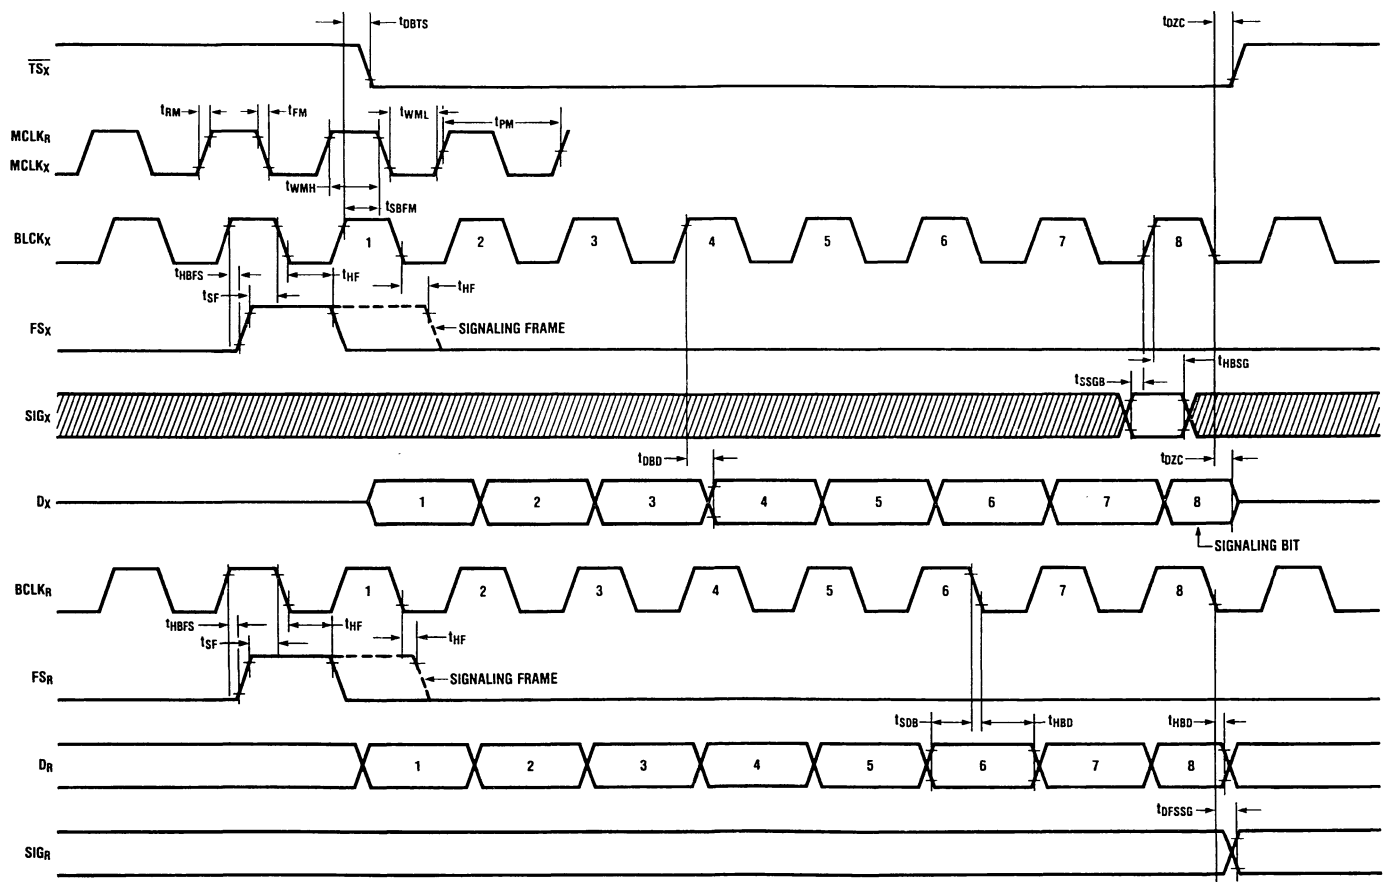 tDBTS tDZC
TSX
tRM tFM tWML tPM
MCLKR
MCLKX
tWMH
tSBFM
BLCKX 1 2 3 4 5 6 7 8
tHBFS tHF
tSF tHF
FSX SIGNALING FRAME
tHBSG
tSSGB
SIGX
tDBD tDZC
DX 1 2 3 4 5 6 7 8
SIGNALING BIT
BCLKR 1 2 3 4 5 6 7 8
tHBFS tHF
tSF tHF
FSR SIGNALING FRAME
tSDB tHBD tHBD
DR 1 2 3 4 5 6 7 8
tDFSSG
SIGR